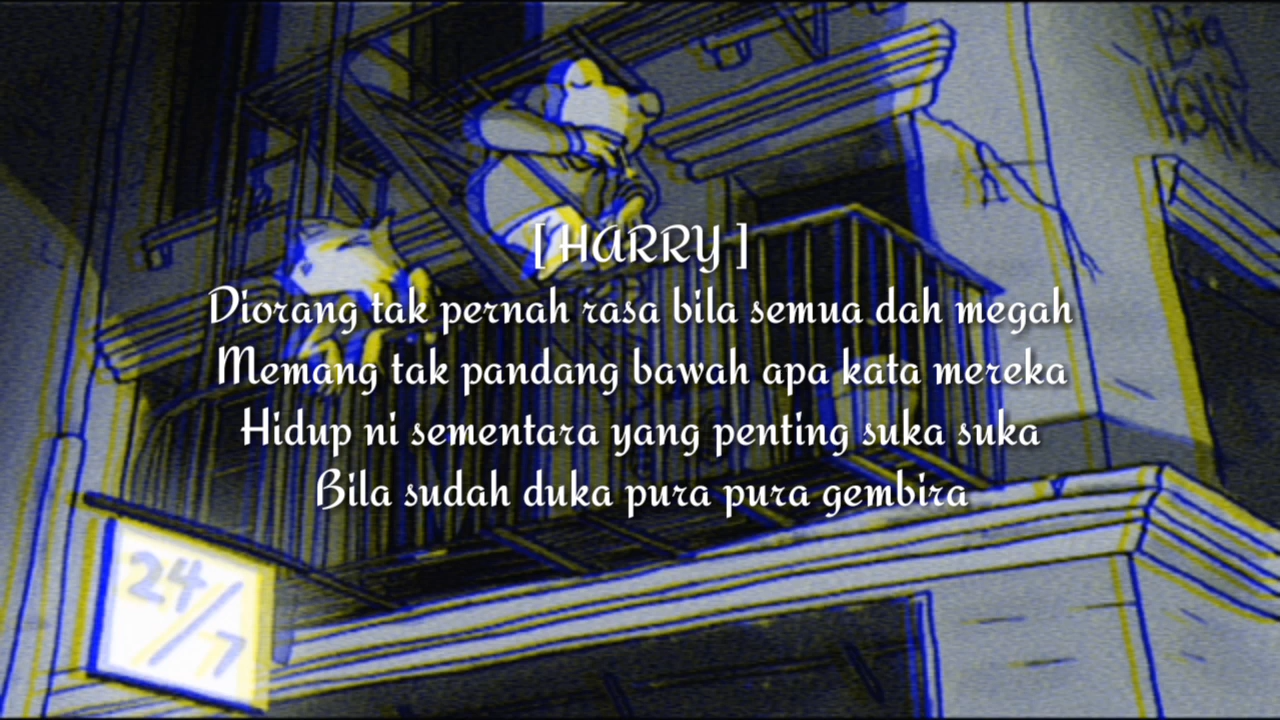 Big
[ HARRY ]
Diorang tak pernah rasa bila semua dah megah
Memang tak pandang bawah apa kata mereka
Hidup ni sementara yang penting suka suka
Bila sudah duka pura pura gembira
24/7